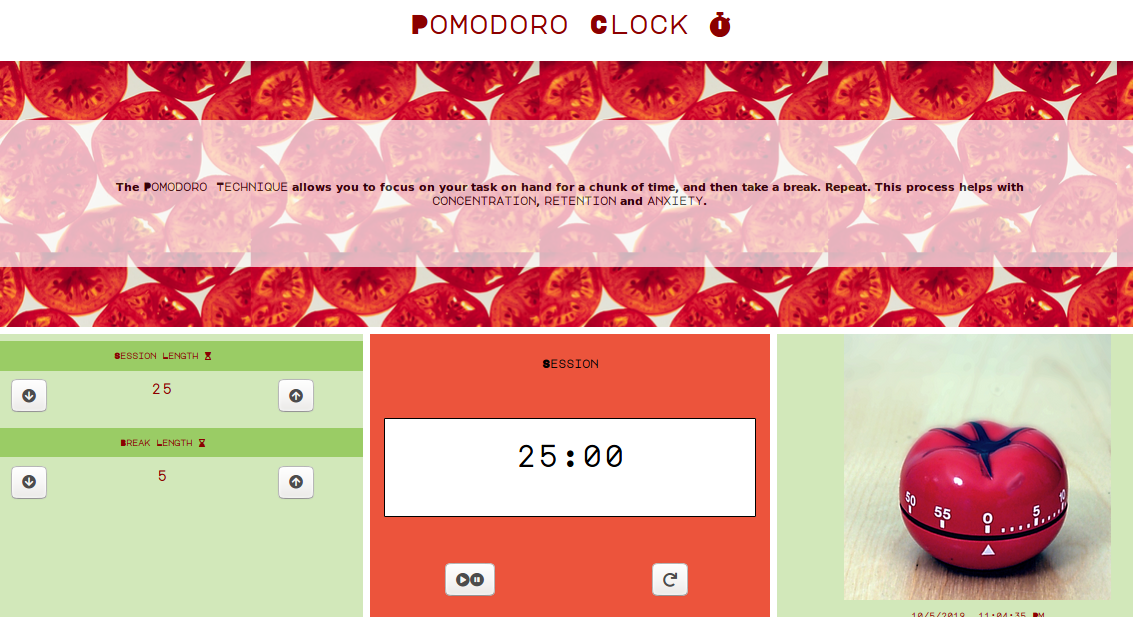 Pomodoro Clock
The Pomodoro Technique allows you to focus on your task on hand for a chunk of time, and then take a break. Repeat. This process helps with
concentration, retention and anxiety.
Session Length
25
Break Length
5
Session
25:00
50 55 0 5 10
10/5/2019 11:04:35 PM